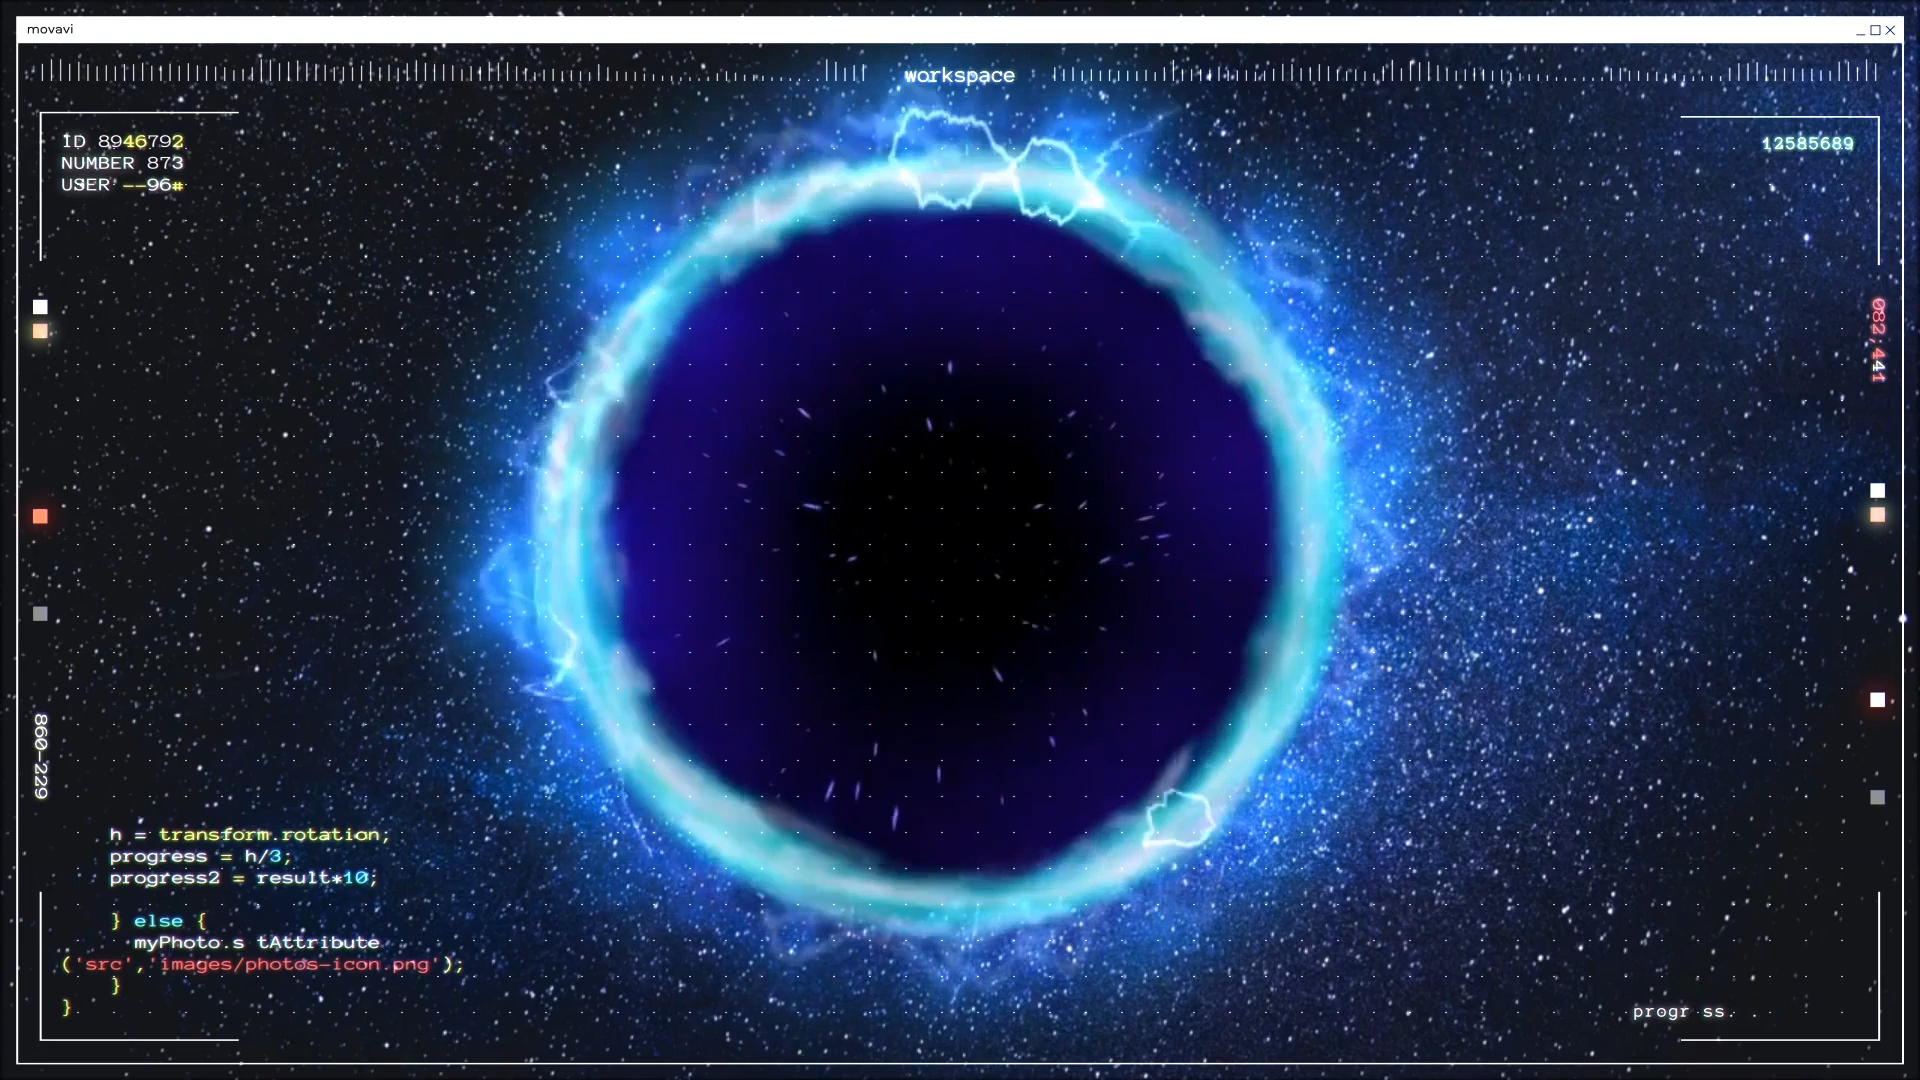 movavi
workspace
ID 8946792
NUMBER 873
USER --96#
12585689
082;441
860-229
h = transform.rotation;
progress = h/3;
progress2 = result*10;
} else {
myPhoto.s tAttribute
('src','images/photos-icon.png');
}
}
progr ss. .